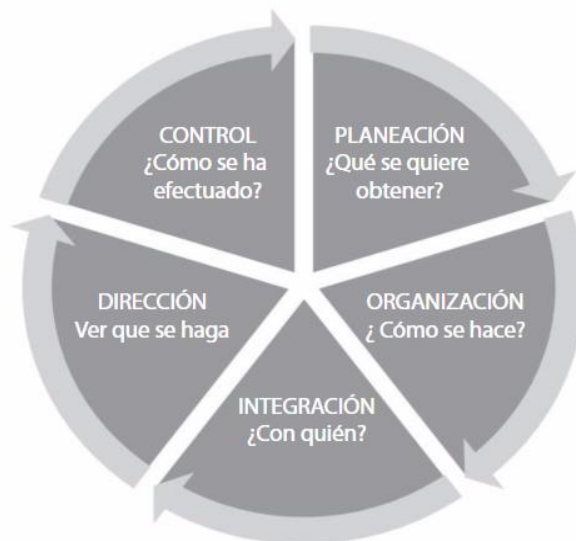 CONTROL
¿Cómo se ha
efectuado?
PLANEACIÓN
¿Qué se quiere
obtener?
DIRECCIÓN
Ver que se haga
ORGANIZACIÓN
¿ Cómo se hace?
INTEGRACIÓN
¿Con quién?